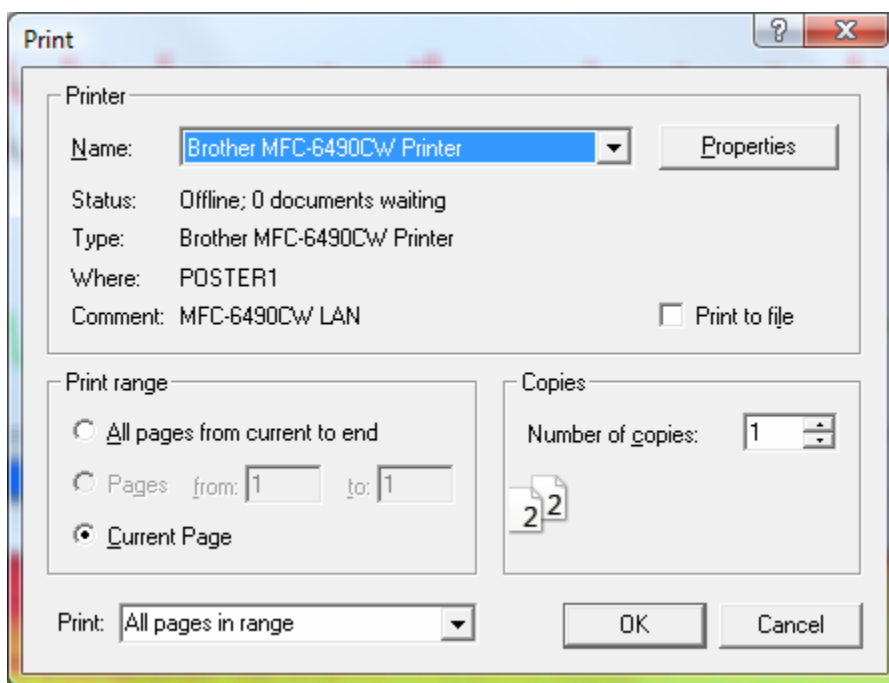 Print
Printer
Name: Brother MFC-6490CW Printer Properties
Status: Offline; 0 documents waiting
Type: Brother MFC-6490CW Printer
Where: POSTER1
Comment: MFC-6490CW LAN Print to file
Print range
All pages from current to end
Pages from: 1 to: 1
Current Page
Copies
Number of copies: 1
2 2
Print: All pages in range OK Cancel